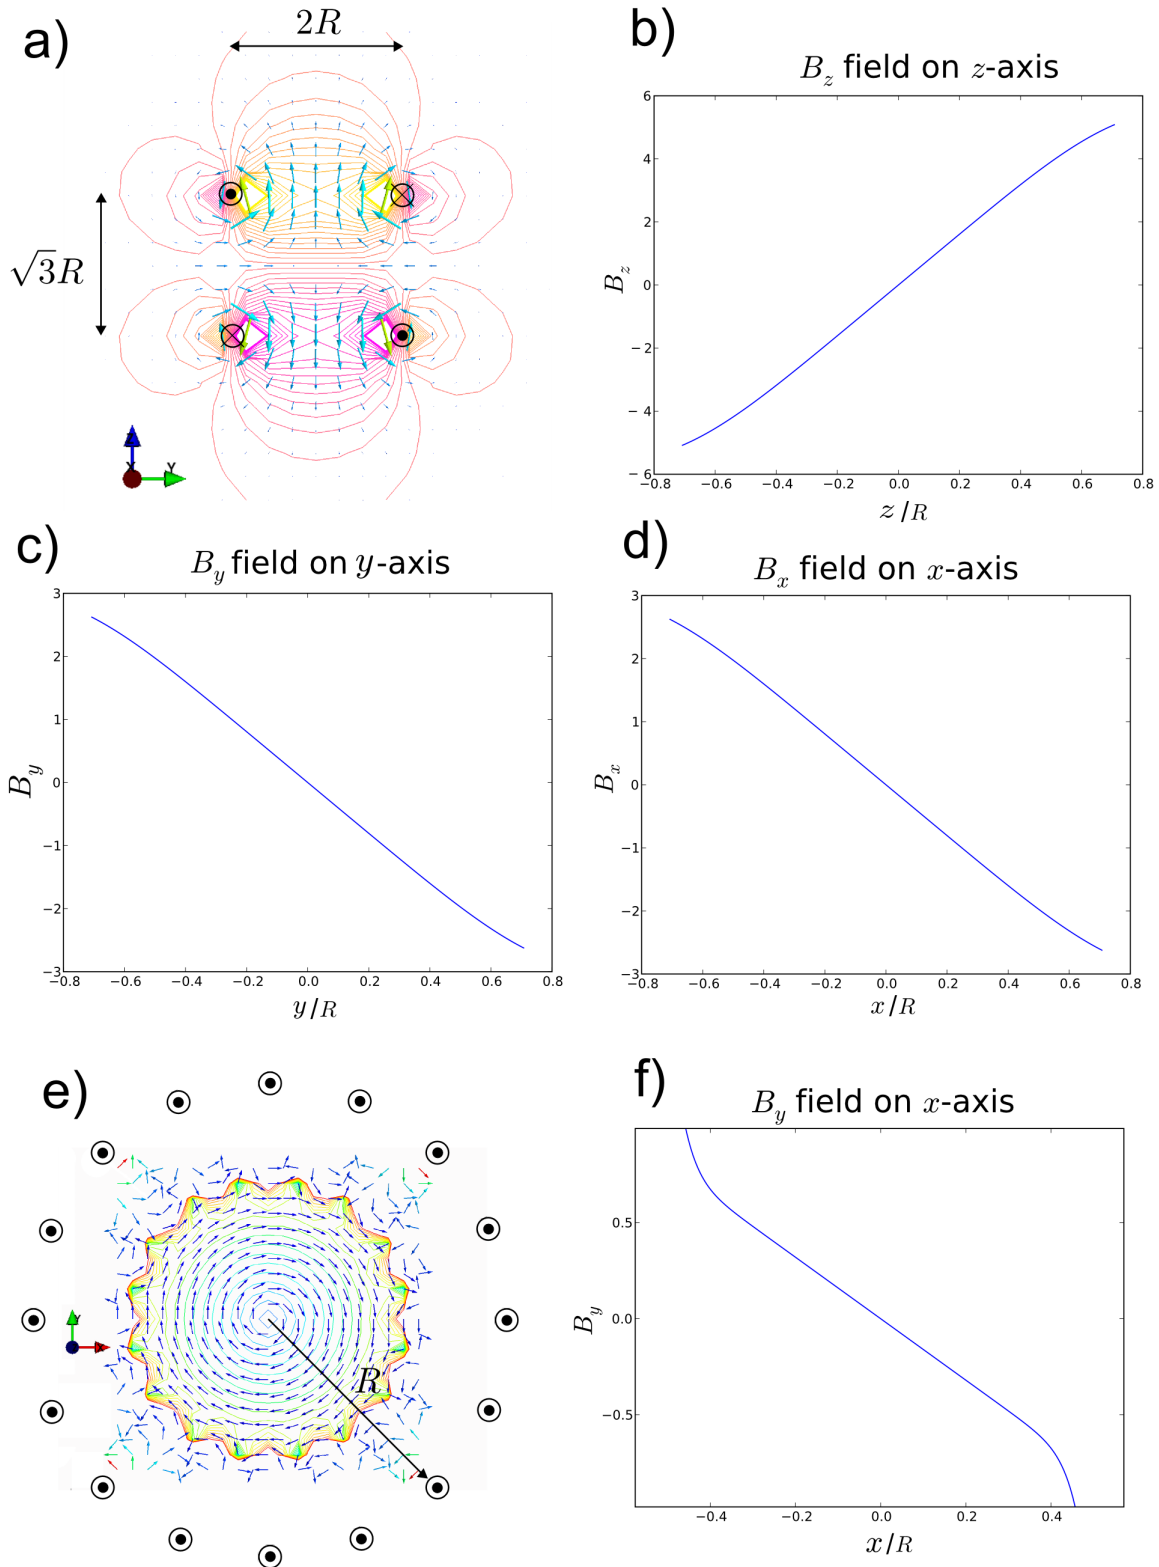 a)
2R
√3R
Z
X
Y
b)
B_z field on z-axis
6
4
2
0
−2
−4
−6
−0.8 −0.6 −0.4 −0.2 0.0 0.2 0.4 0.6 0.8
B_z
z/R
c)
B_y field on y-axis
3
2
1
0
−1
−2
−3
−0.8 −0.6 −0.4 −0.2 0.0 0.2 0.4 0.6 0.8
B_y
y/R
d)
B_x field on x-axis
3
2
1
0
−1
−2
−3
−0.8 −0.6 −0.4 −0.2 0.0 0.2 0.4 0.6 0.8
B_x
x/R
e)
R
Y
X
f)
B_y field on x-axis
0.5
0.0
−0.5
−0.4 −0.2 0.0 0.2 0.4
B_y
x/R